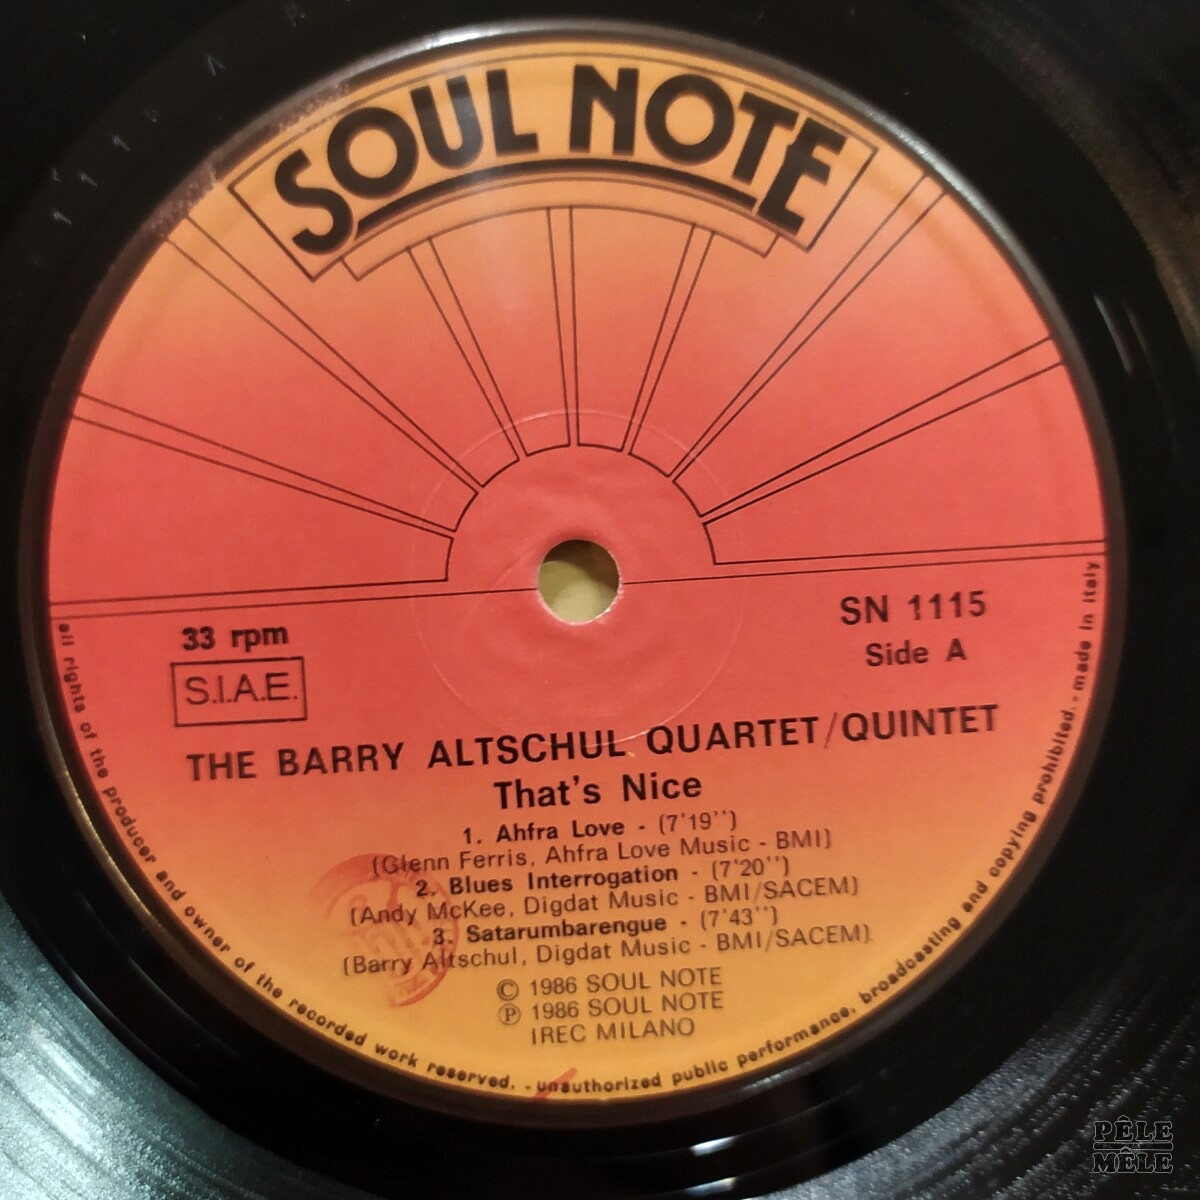 SOUL NOTE
33 rpm
S.I.A.E.
SN 1115
Side A
THE BARRY ALTSCHUL QUARTET/QUINTET
That's Nice
1. Ahfra Love - (7'19'')
(Glenn Ferris, Ahfra Love Music - BMI)
2. Blues Interrogation - (7'20'')
(Andy McKee, Digdat Music - BMI/SACEM)
3. Satarumbarengue - (7'43'')
(Barry Altschul, Digdat Music - BMI/SACEM)
© 1986 SOUL NOTE
℗ 1986 SOUL NOTE
IREC MILANO
all rights of the producer and owner of the recorded work reserved. - unauthorized public performance, broadcasting and copying prohibited. - made in italy
PÊLE
MÊLE